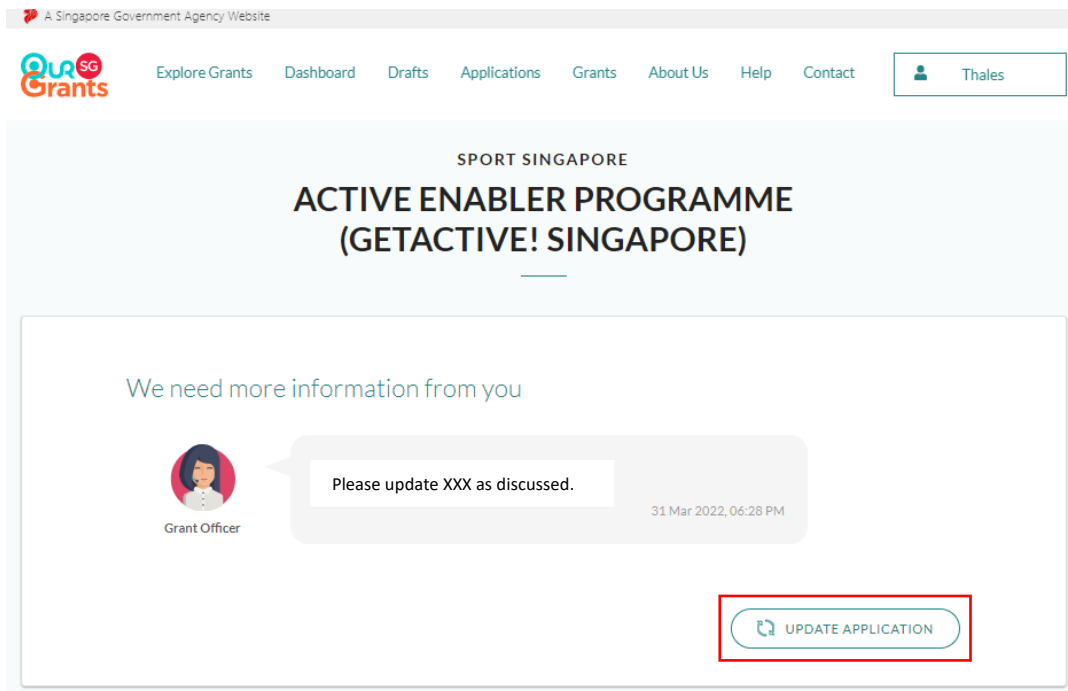 A Singapore Government Agency Website
OUR SG
Grants
Explore Grants Dashboard Drafts Applications Grants About Us Help Contact Thales
SPORT SINGAPORE
ACTIVE ENABLER PROGRAMME
(GETACTIVE! SINGAPORE)
We need more information from you
Please update XXX as discussed.
31 Mar 2022, 06:28 PM
Grant Officer
UPDATE APPLICATION